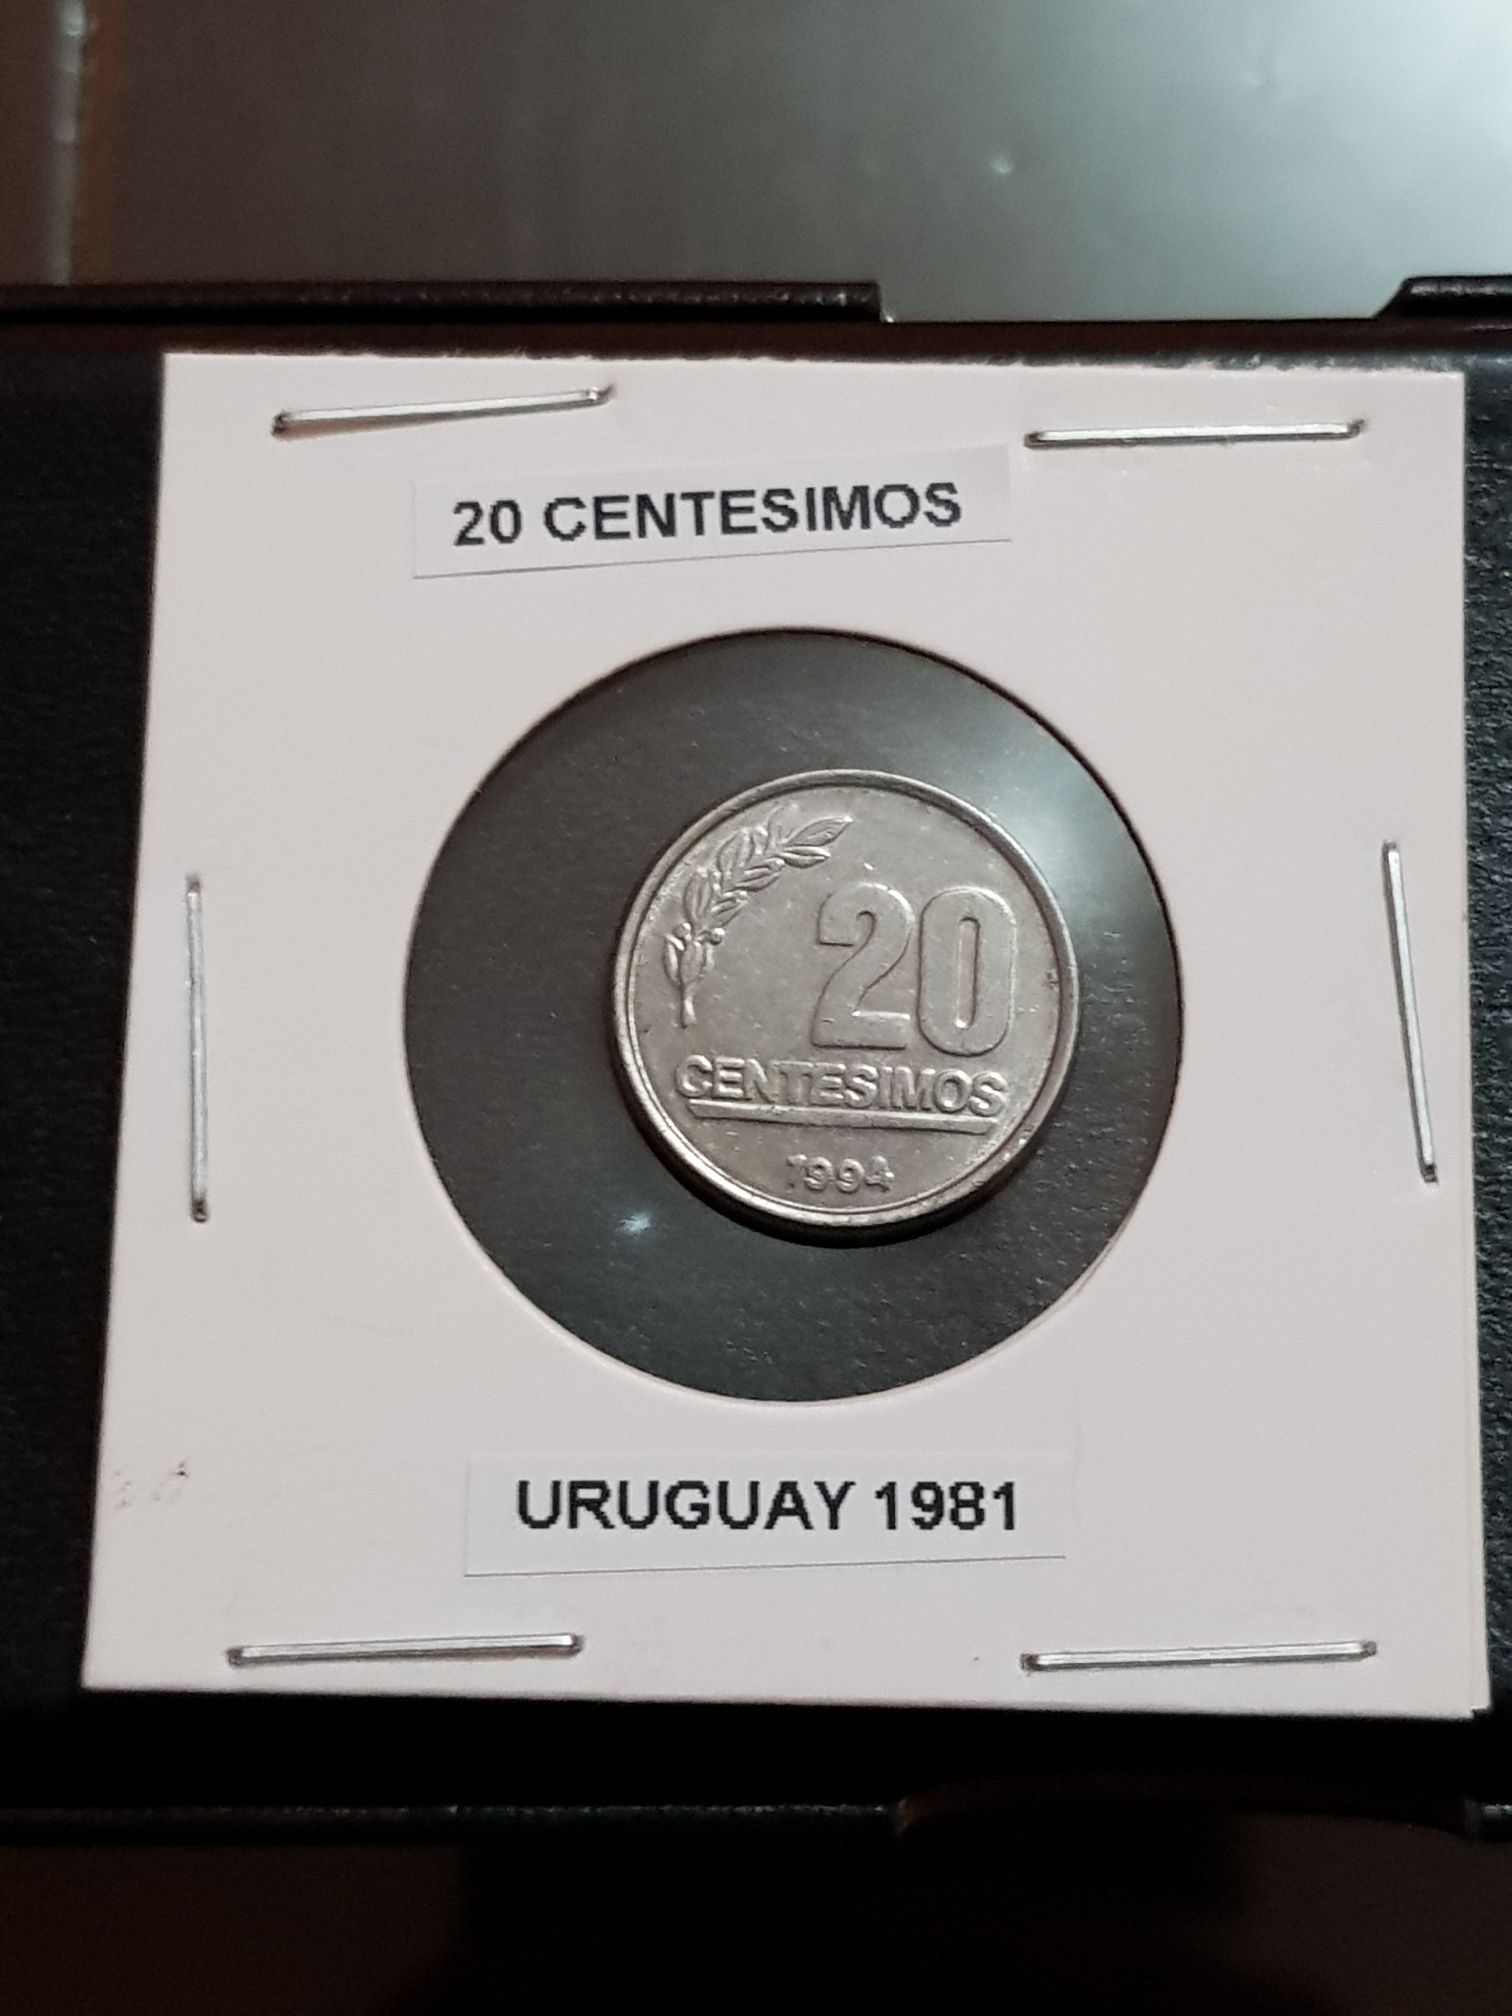 20 CENTESIMOS
20
CENTESIMOS
1994
URUGUAY 1981